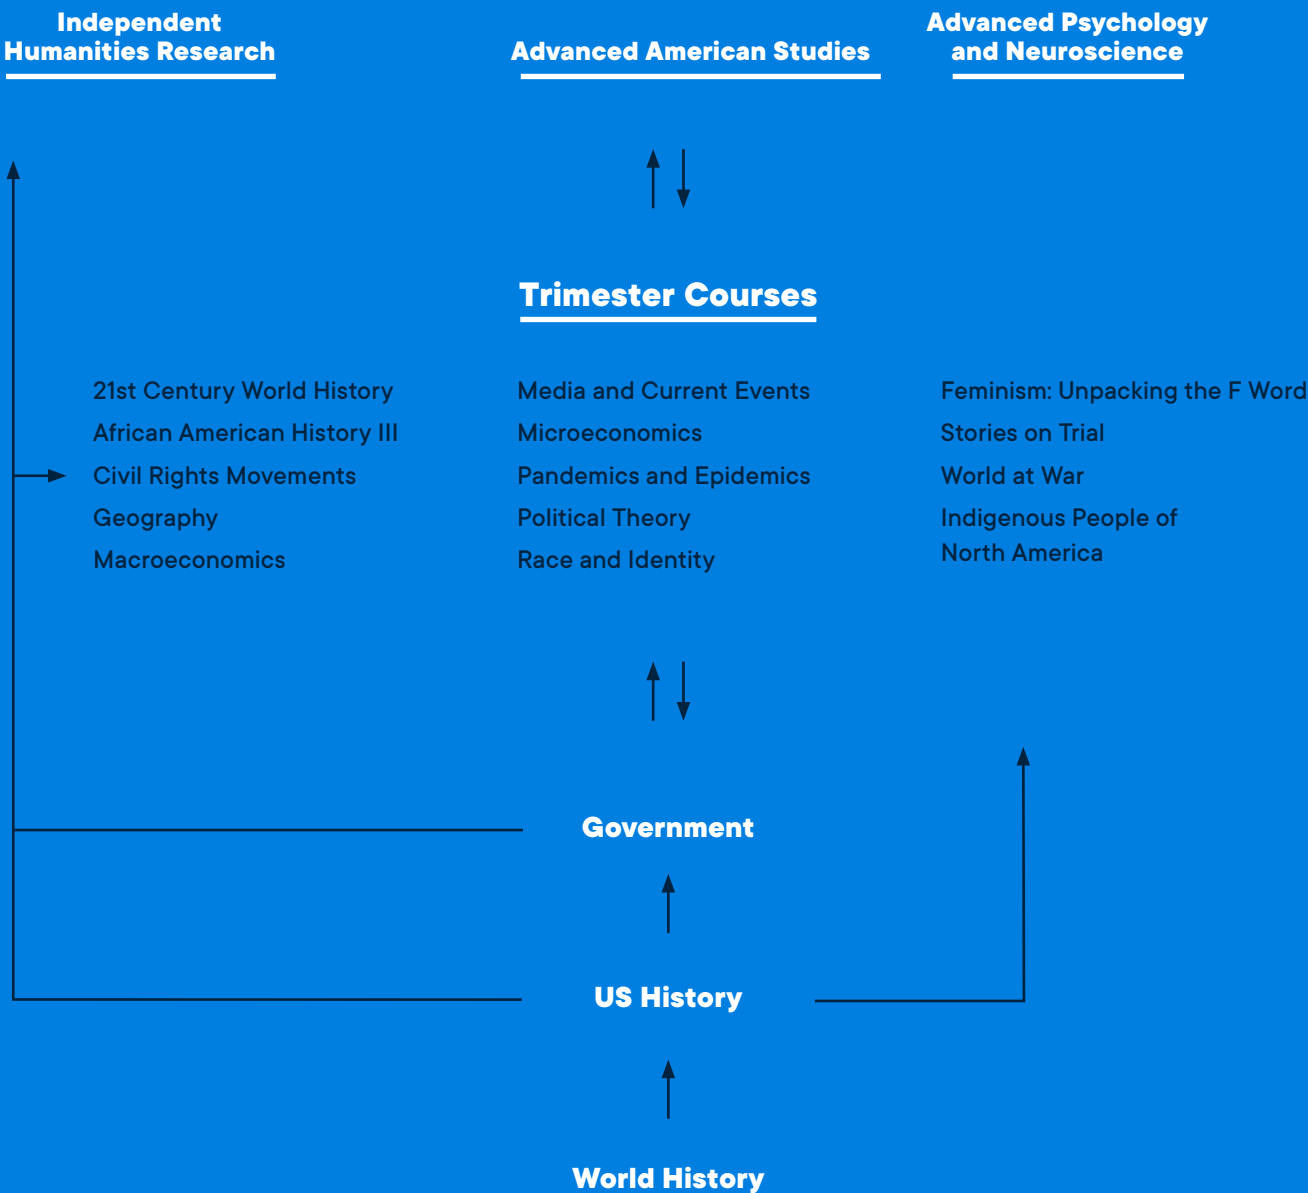 Independent
Humanities Research
Advanced American Studies
Advanced Psychology
and Neuroscience
Trimester Courses
21st Century World History
African American History III
Civil Rights Movements
Geography
Macroeconomics
Media and Current Events
Microeconomics
Pandemics and Epidemics
Political Theory
Race and Identity
Feminism: Unpacking the F Word
Stories on Trial
World at War
Indigenous People of
North America
Government
US History
World History